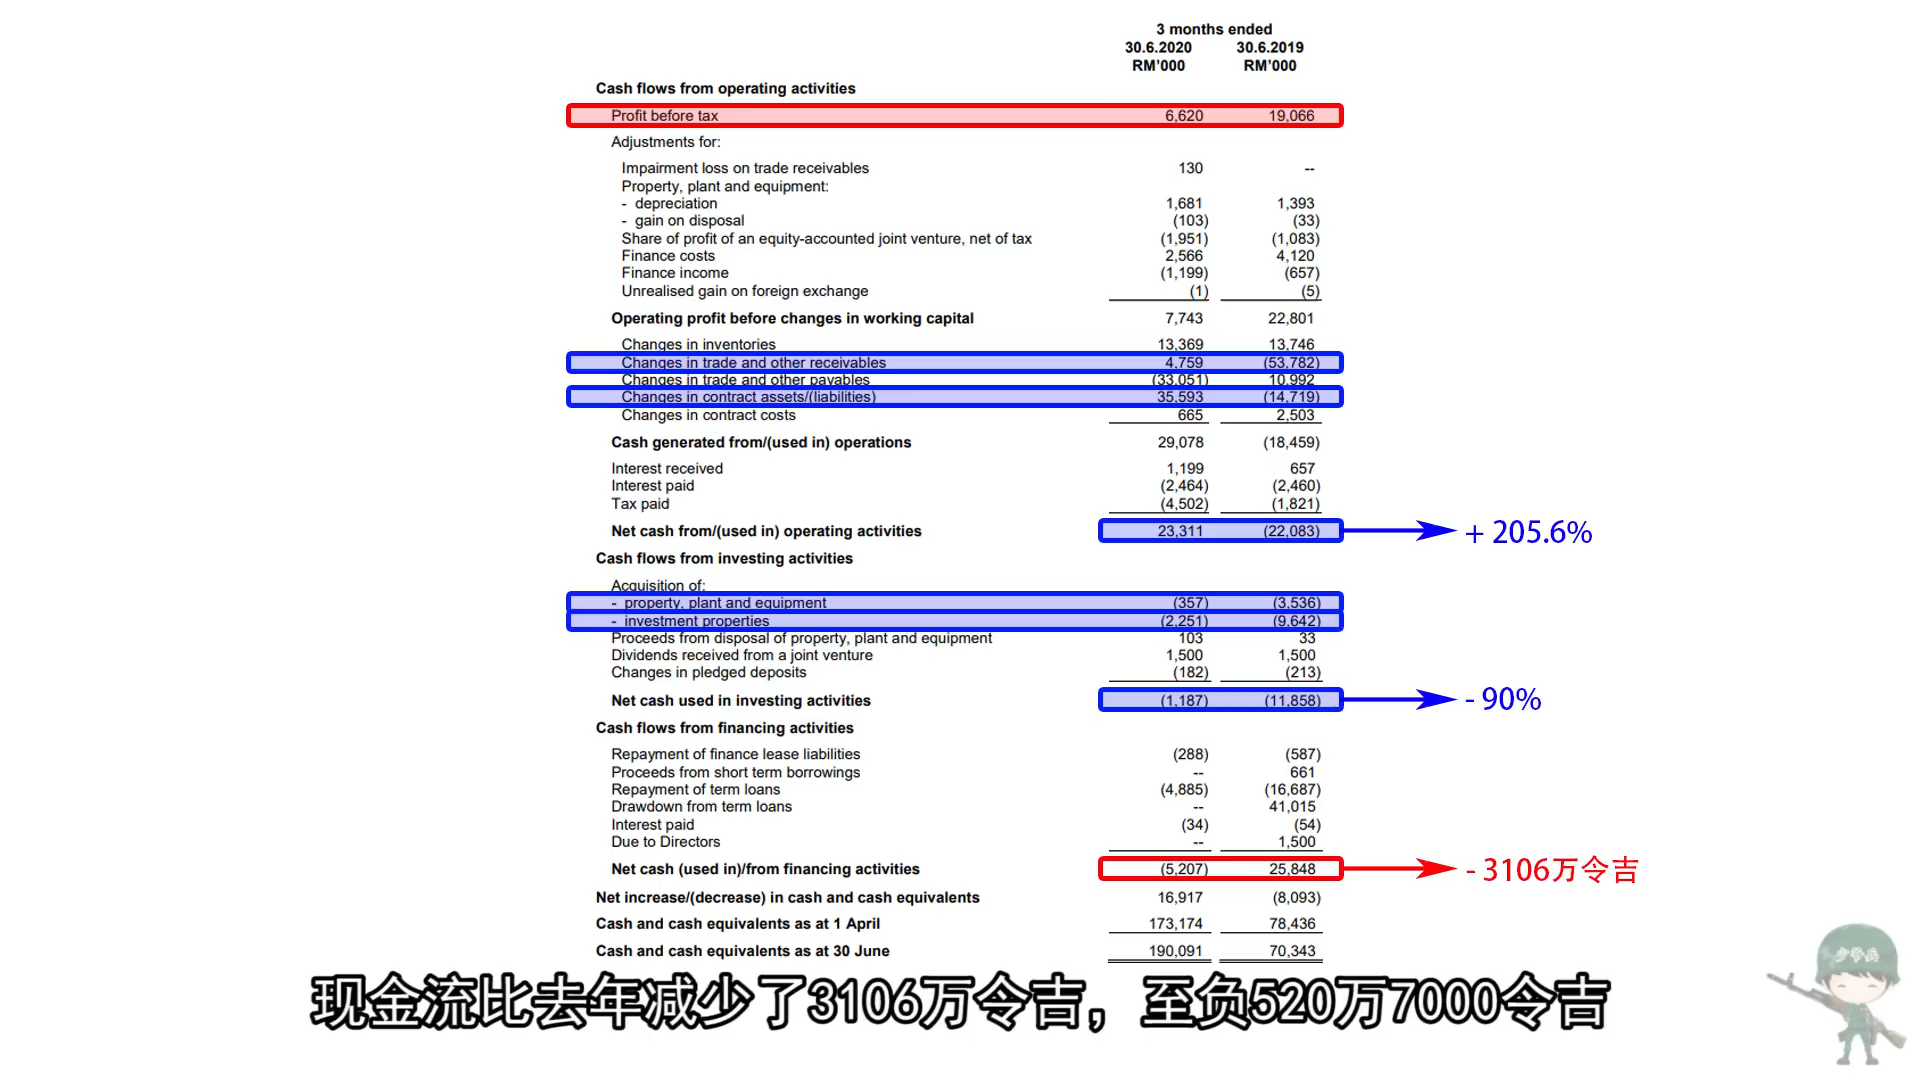 3 months ended
30.6.2020 30.6.2019
RM'000 RM'000
Cash flows from operating activities
Profit before tax 6,620 19,066
Adjustments for:
Impairment loss on trade receivables 130 --
Property, plant and equipment:
- depreciation 1,681 1,393
- gain on disposal (103) (33)
Share of profit of an equity-accounted joint venture, net of tax (1,951) (1,083)
Finance costs 2,566 4,120
Finance income (1,199) (657)
Unrealised gain on foreign exchange (1) (5)
Operating profit before changes in working capital 7,743 22,801
Changes in inventories 13,369 13,746
Changes in trade and other receivables 4,759 (53,782)
Changes in trade and other payables (33,051) 10,992
Changes in contract assets/(liabilities) 35,593 (14,719)
Changes in contract costs 665 2,503
Cash generated from/(used in) operations 29,078 (18,459)
Interest received 1,199 657
Interest paid (2,464) (2,460)
Tax paid (4,502) (1,821)
Net cash from/(used in) operating activities 23,311 (22,083) + 205.6%
Cash flows from investing activities
Acquisition of:
- property, plant and equipment (357) (3,536)
- investment properties (2,251) (9,642)
Proceeds from disposal of property, plant and equipment 103 33
Dividends received from a joint venture 1,500 1,500
Changes in pledged deposits (182) (213)
Net cash used in investing activities (1,187) (11,858) - 90%
Cash flows from financing activities
Repayment of finance lease liabilities (288) (587)
Proceeds from short term borrowings -- 661
Repayment of term loans (4,885) (16,687)
Drawdown from term loans -- 41,015
Interest paid (34) (54)
Due to Directors -- 1,500
Net cash (used in)/from financing activities (5,207) 25,848 - 3106万令吉
Net increase/(decrease) in cash and cash equivalents 16,917 (8,093)
Cash and cash equivalents as at 1 April 173,174 78,436
Cash and cash equivalents as at 30 June 190,091 70,343
现金流比去年减少了3106万令吉，至负520万7000令吉